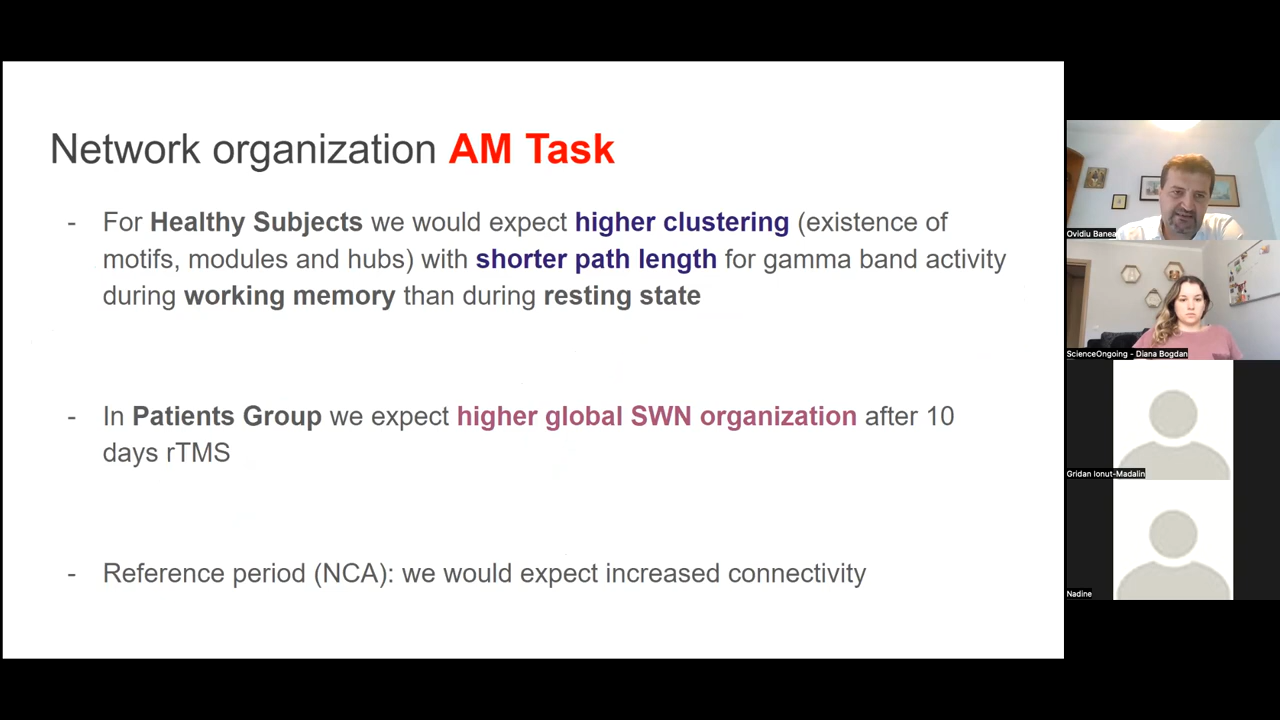 Network organization AM Task
- For Healthy Subjects we would expect higher clustering (existence of
motifs, modules and hubs) with shorter path length for gamma band activity
during working memory than during resting state
- In Patients Group we expect higher global SWN organization after 10
days rTMS
- Reference period (NCA): we would expect increased connectivity
Ovidiu Banea
ScienceOngoing - Diana Bogdan
Gridan Ionut-Madalin
Nadine